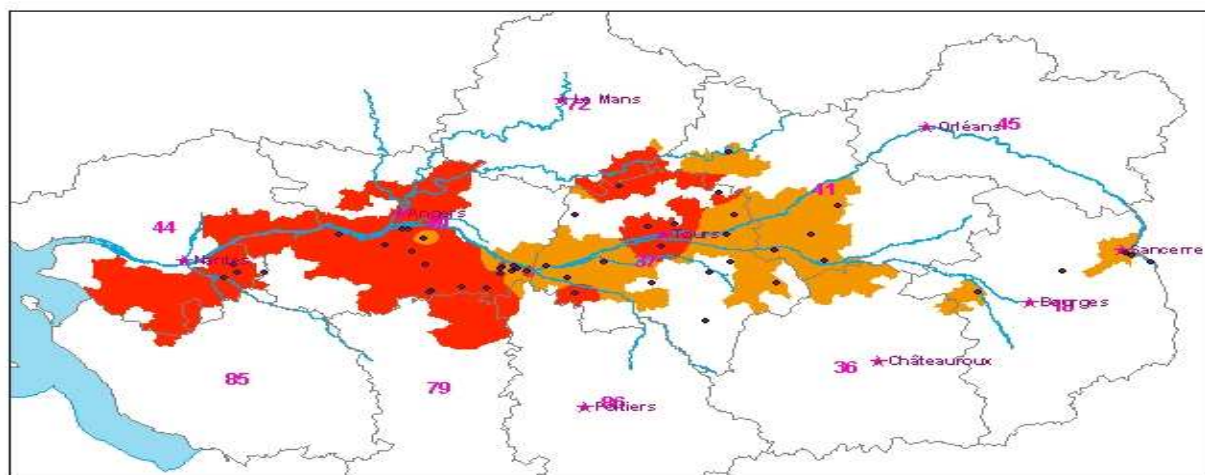 Le Mans
72
Orléans
45
41
Angers
44
Sancerre
Tours
Nantes
37
Bourges
18
Châteauroux
36
85
79
86
Poitiers